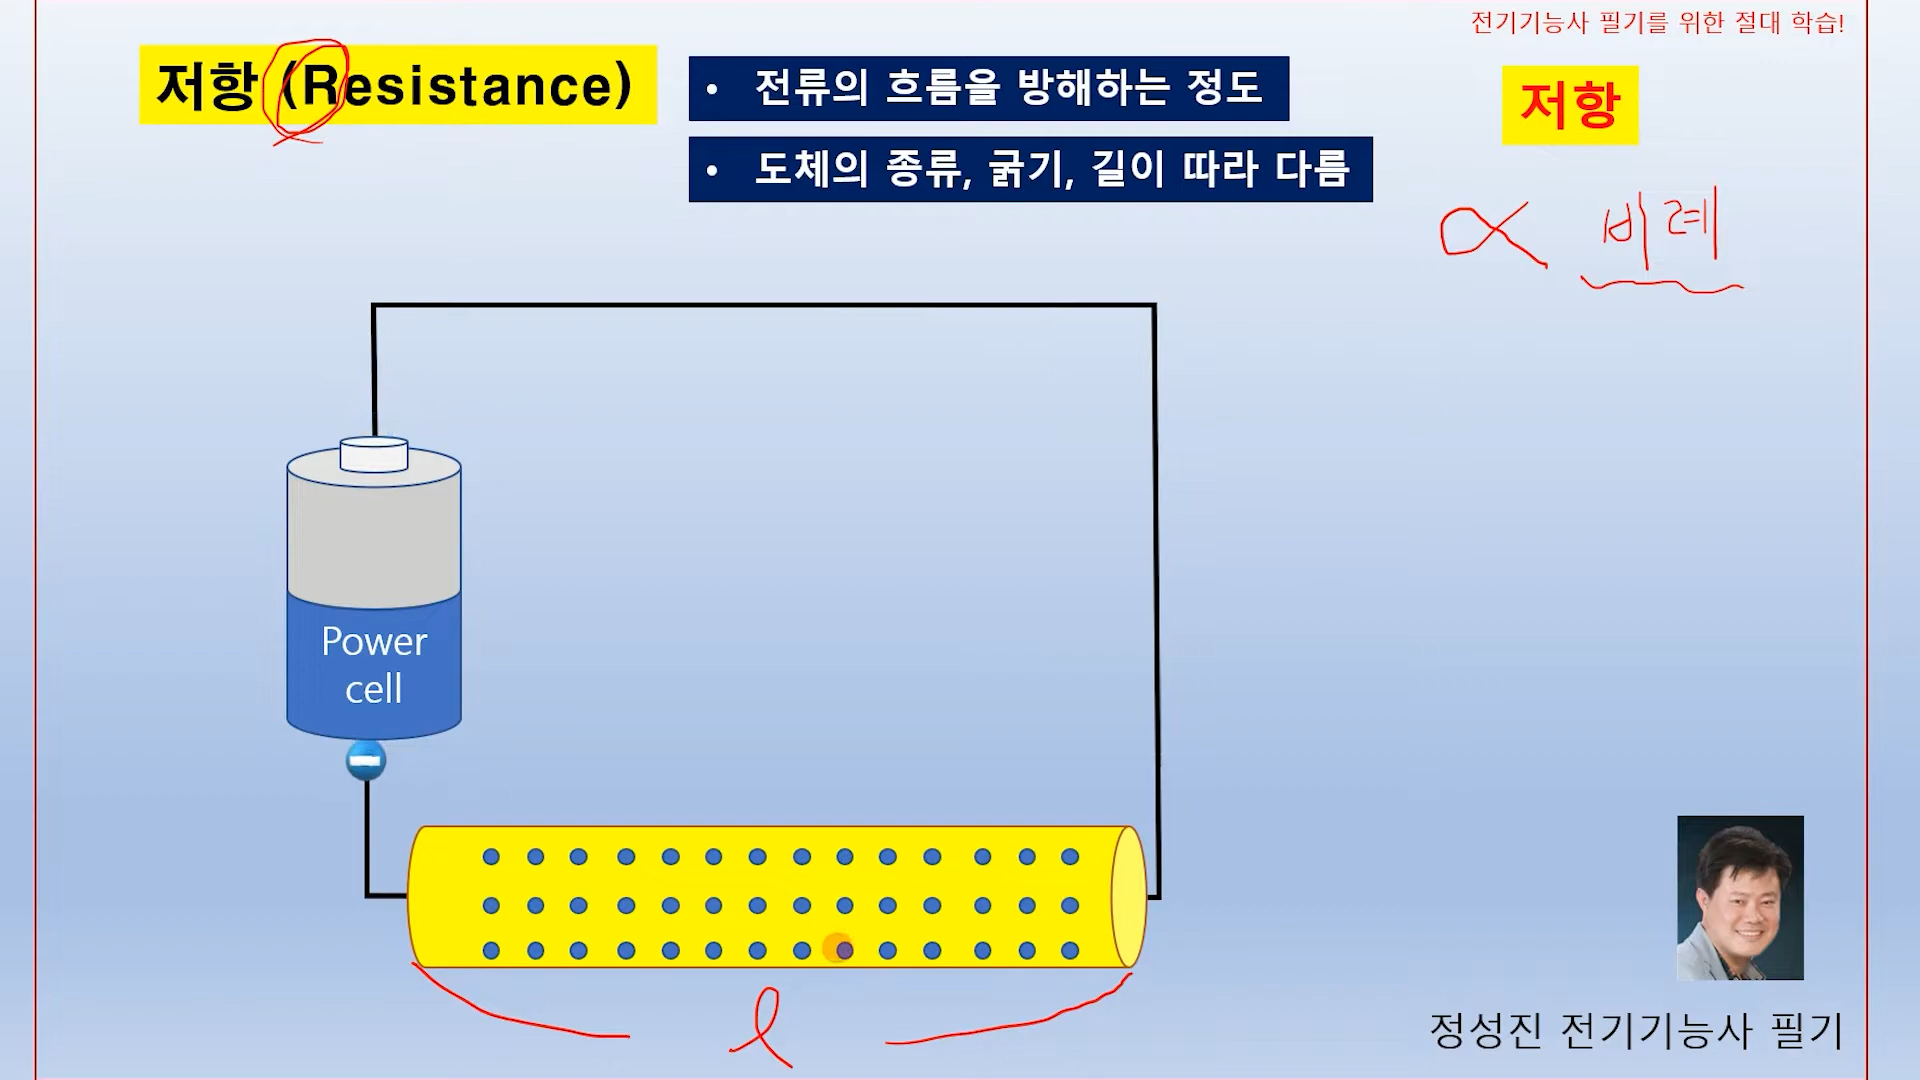 전기기능사 필기를 위한 절대 학습!
저항 (Resistance)
• 전류의 흐름을 방해하는 정도
• 도체의 종류, 굵기, 길이 따라 다름
저항
∝ 비례
Power
cell
ℓ
정성진 전기기능사 필기